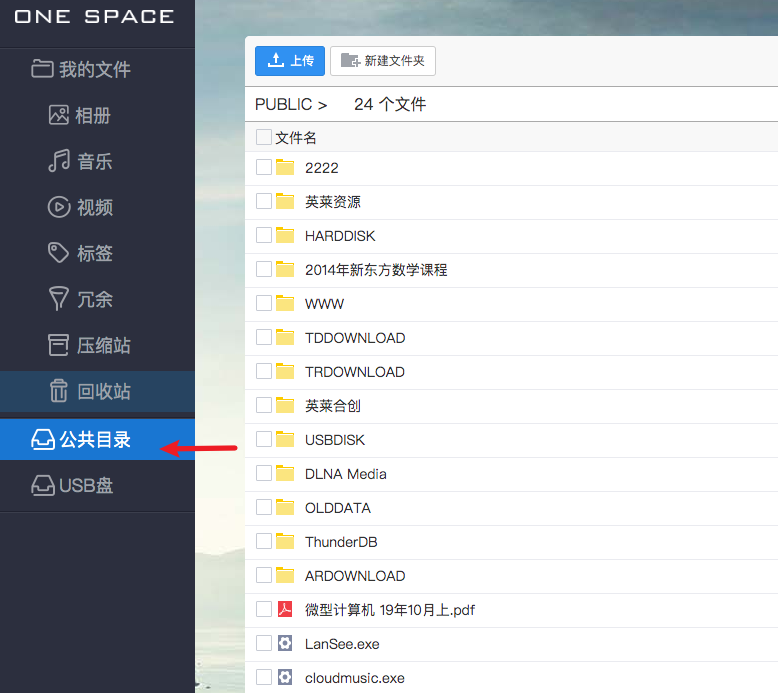 ONE SPACE
我的文件
相册
音乐
视频
标签
冗余
压缩站
回收站
公共目录
USB盘
上传
新建文件夹
PUBLIC >
24 个文件
文件名
2222
英莱资源
HARDDISK
2014年新东方数学课程
WWW
TDDOWNLOAD
TRDOWNLOAD
英莱合创
USBDISK
DLNA Media
OLDDATA
ThunderDB
ARDOWNLOAD
微型计算机 19年10月上.pdf
LanSee.exe
cloudmusic.exe